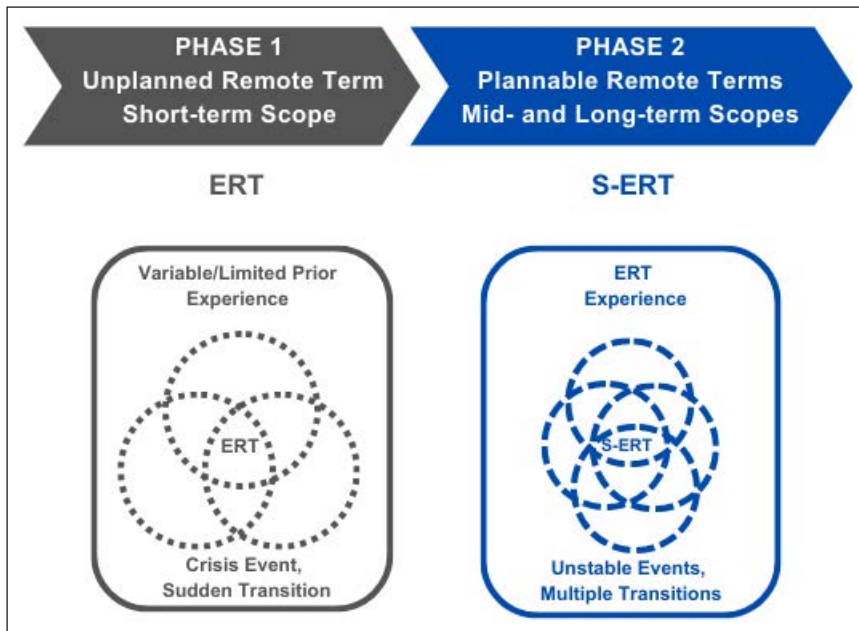 PHASE 1
Unplanned Remote Term
Short-term Scope
PHASE 2
Plannable Remote Terms
Mid- and Long-term Scopes
ERT
S-ERT
Variable/Limited Prior
Experience
ERT
Crisis Event,
Sudden Transition
ERT
Experience
S-ERT
Unstable Events,
Multiple Transitions